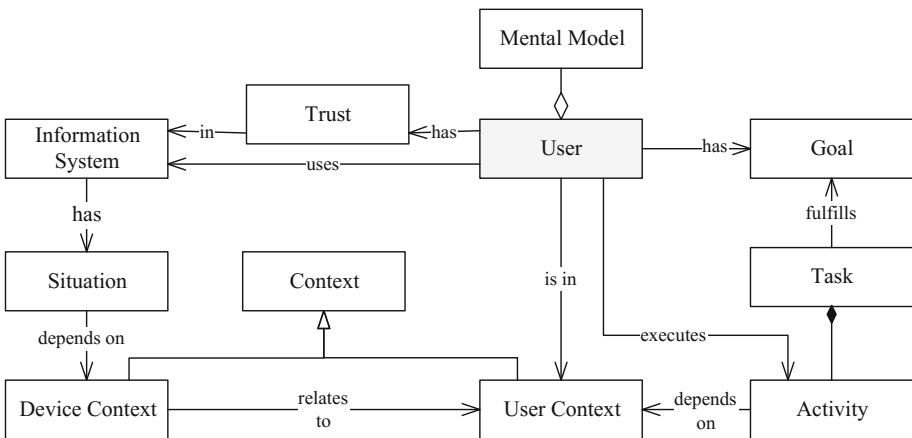 Mental Model
Trust
Information
System
in
has
User
has
Goal
uses
has
fulfills
Situation
Context
is in
Task
depends on
executes
Device Context
relates
to
User Context
depends
on
Activity